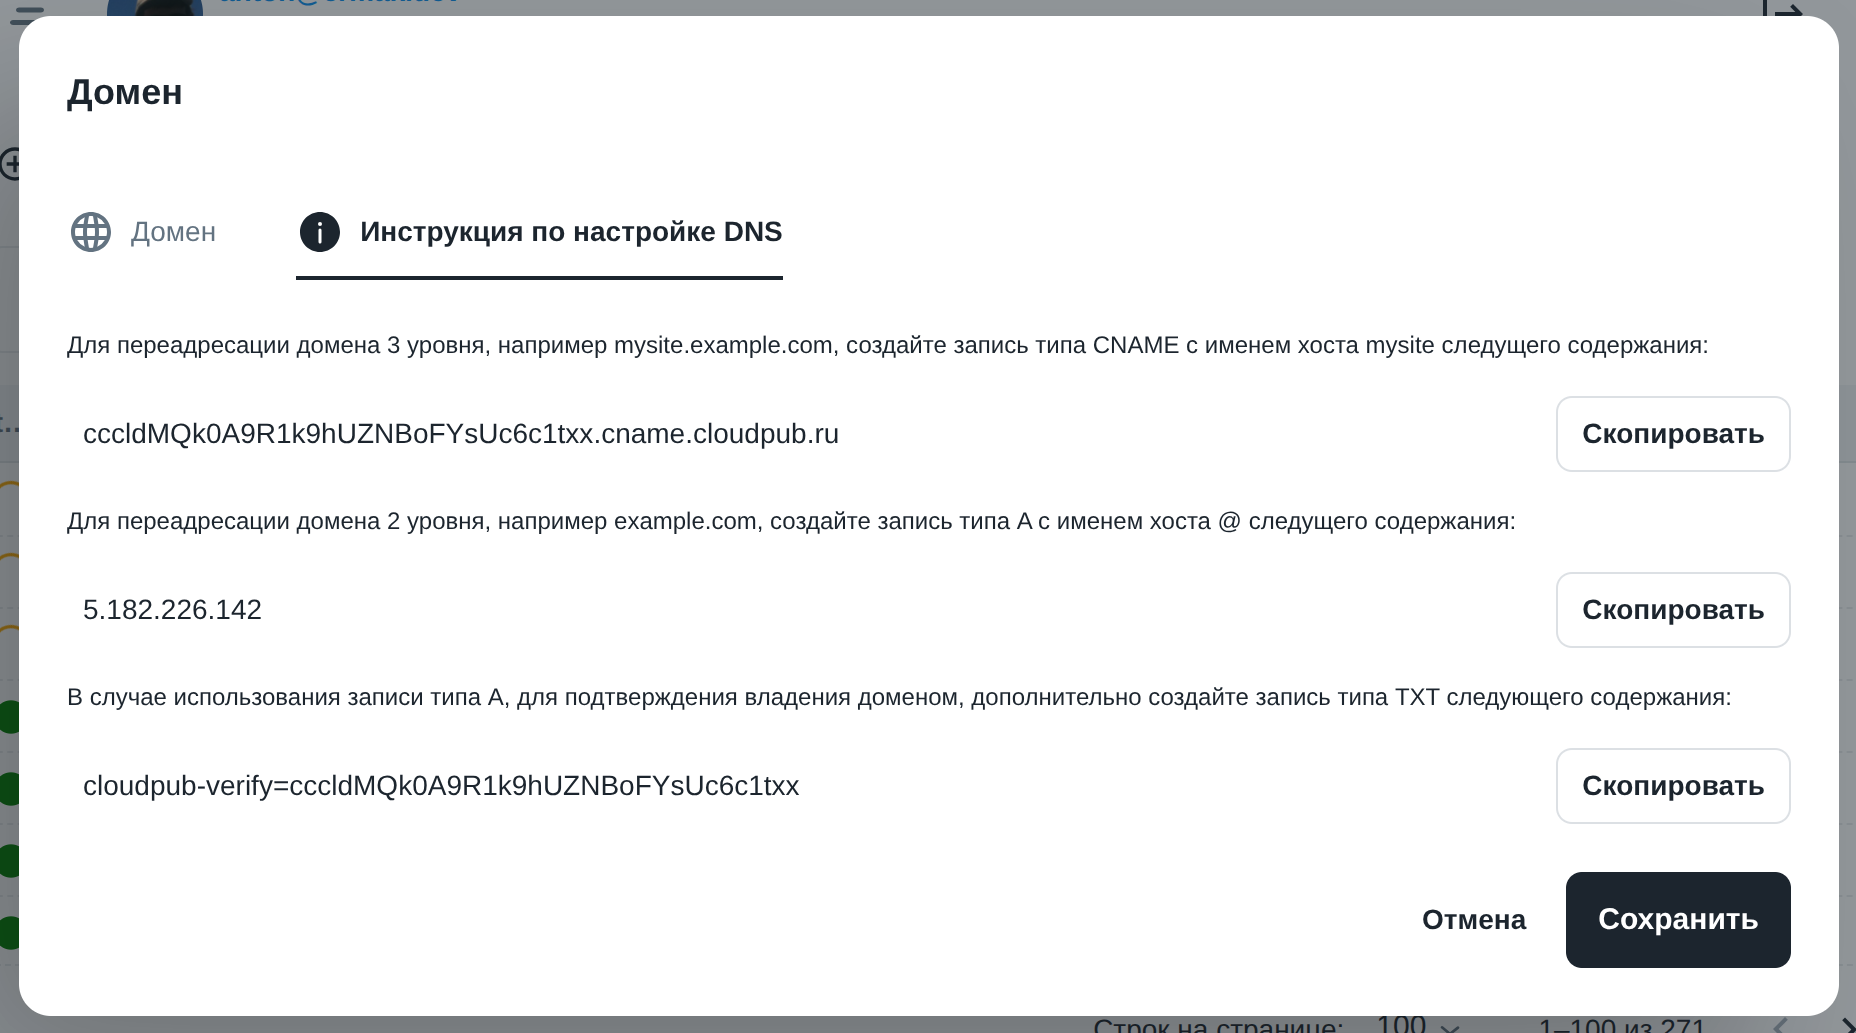 Домен
Домен
Инструкция по настройке DNS
Для переадресации домена 3 уровня, например mysite.example.com, создайте запись типа CNAME с именем хоста mysite следущего содержания:
cccldMQk0A9R1k9hUZNBoFYsUc6c1txx.cname.cloudpub.ru
Скопировать
Для переадресации домена 2 уровня, например example.com, создайте запись типа A с именем хоста @ следущего содержания:
5.182.226.142
Скопировать
В случае использования записи типа A, для подтверждения владения доменом, дополнительно создайте запись типа TXT следующего содержания:
cloudpub-verify=cccldMQk0A9R1k9hUZNBoFYsUc6c1txx
Скопировать
Отмена
Сохранить
Строк на странице: 100 1–100 из 271